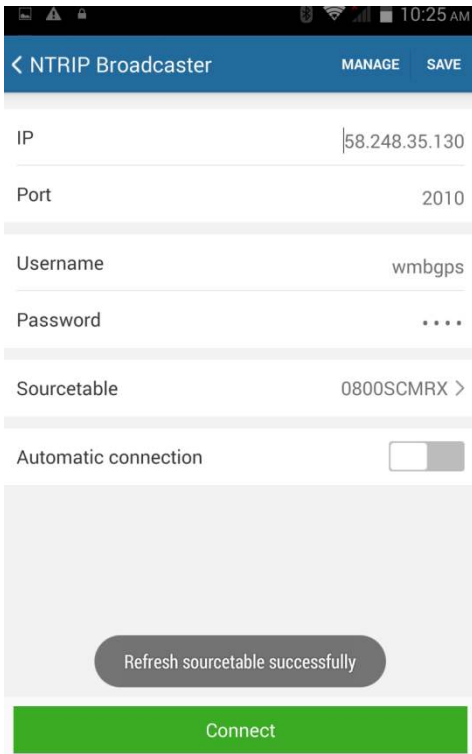 10:25 AM
NTRIP Broadcaster MANAGE SAVE
IP 58.248.35.130
Port 2010
Username wmbgps
Password ····
Sourcetable 0800SCMRX
Automatic connection
Refresh sourcetable successfully
Connect